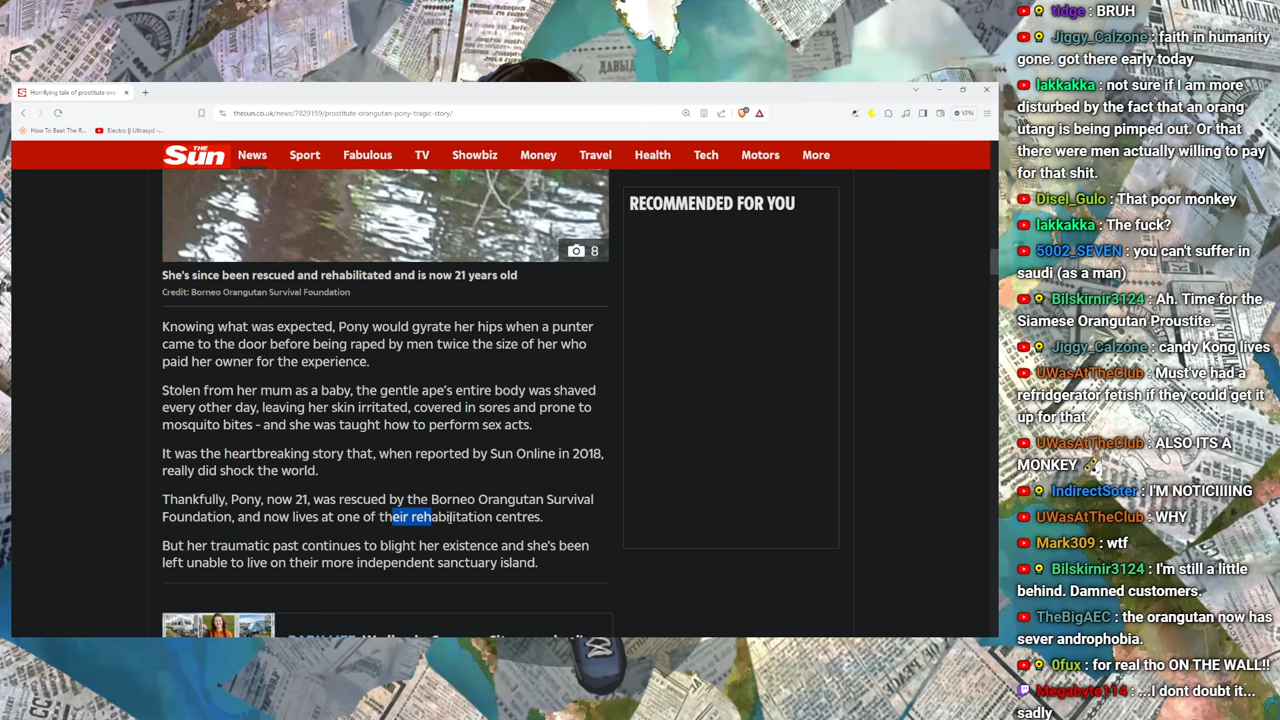 Horrifying tale of prostitute ora
thesun.co.uk/news/7829159/prostitute-orangutan-pony-tragic-story/
VPN
How To Beat The R...
Electro || Ultrasyd -...
THE Sun
News
Sport
Fabulous
TV
Showbiz
Money
Travel
Health
Tech
Motors
More
8
She's since been rescued and rehabilitated and is now 21 years old
Credit: Borneo Orangutan Survival Foundation
Knowing what was expected, Pony would gyrate her hips when a punter
came to the door before being raped by men twice the size of her who
paid her owner for the experience.
Stolen from her mum as a baby, the gentle ape's entire body was shaved
every other day, leaving her skin irritated, covered in sores and prone to
mosquito bites - and she was taught how to perform sex acts.
It was the heartbreaking story that, when reported by Sun Online in 2018,
really did shock the world.
Thankfully, Pony, now 21, was rescued by the Borneo Orangutan Survival
Foundation, and now lives at one of their rehabilitation centres.
But her traumatic past continues to blight her existence and she's been
left unable to live on their more independent sanctuary island.
RECOMMENDED FOR YOU
tidge : BRUH
Jiggy_Calzone : faith in humanity
gone. got there early today
lakkakka : not sure if I am more
disturbed by the fact that an orang
utang is being pimped out. Or that
there were men actually willing to pay
for that shit.
Disel_Gulo : That poor monkey
lakkakka : The fuck?
5002_SEVEN : you can't suffer in
saudi (as a man)
Bilskirnir3124 : Ah. Time for the
Siamese Orangutan Proustite.
Jiggy_Calzone : candy Kong lives
UWasAtTheClub : Must've had a
refridgerator fetish if they could get it
up for that
UWasAtTheClub : ALSO ITS A
MONKEY
IndirectSoter : I'M NOTICIIIING
UWasAtTheClub : WHY
Mark309 : wtf
Bilskirnir3124 : I'm still a little
behind. Damned customers.
TheBigAEC : the orangutan now has
sever androphobia.
0fux : for real tho ON THE WALL!!
Megabyte114 : ...I dont doubt it...
sadly